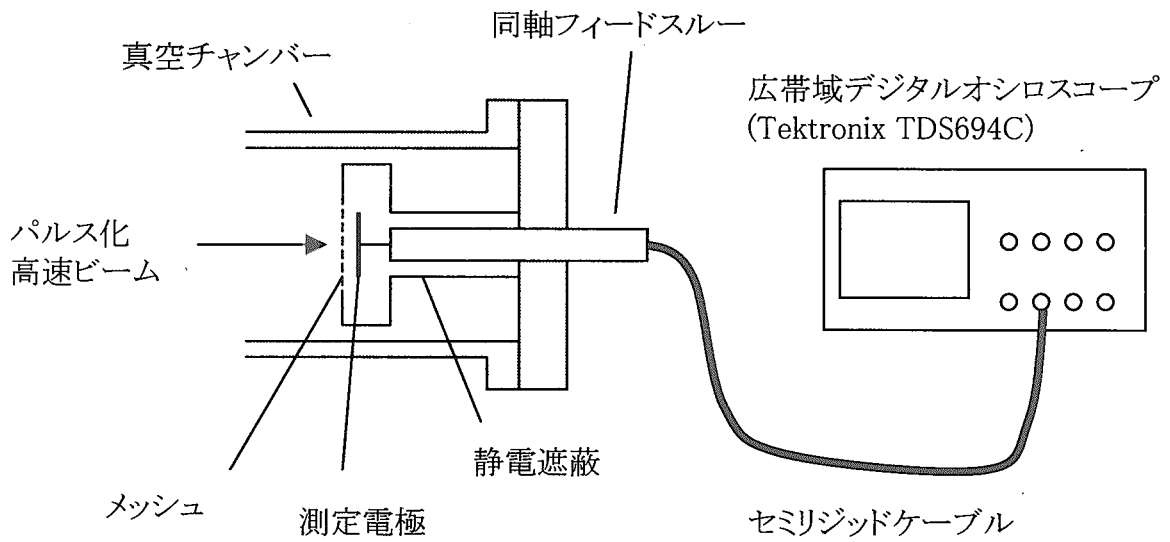 同軸フィードスルー
真空チャンバー
広帯域デジタルオシロスコープ
(Tektronix TDS694C)
パルス化
高速ビーム
静電遮蔽
メッシュ
測定電極
セミリジッドケーブル